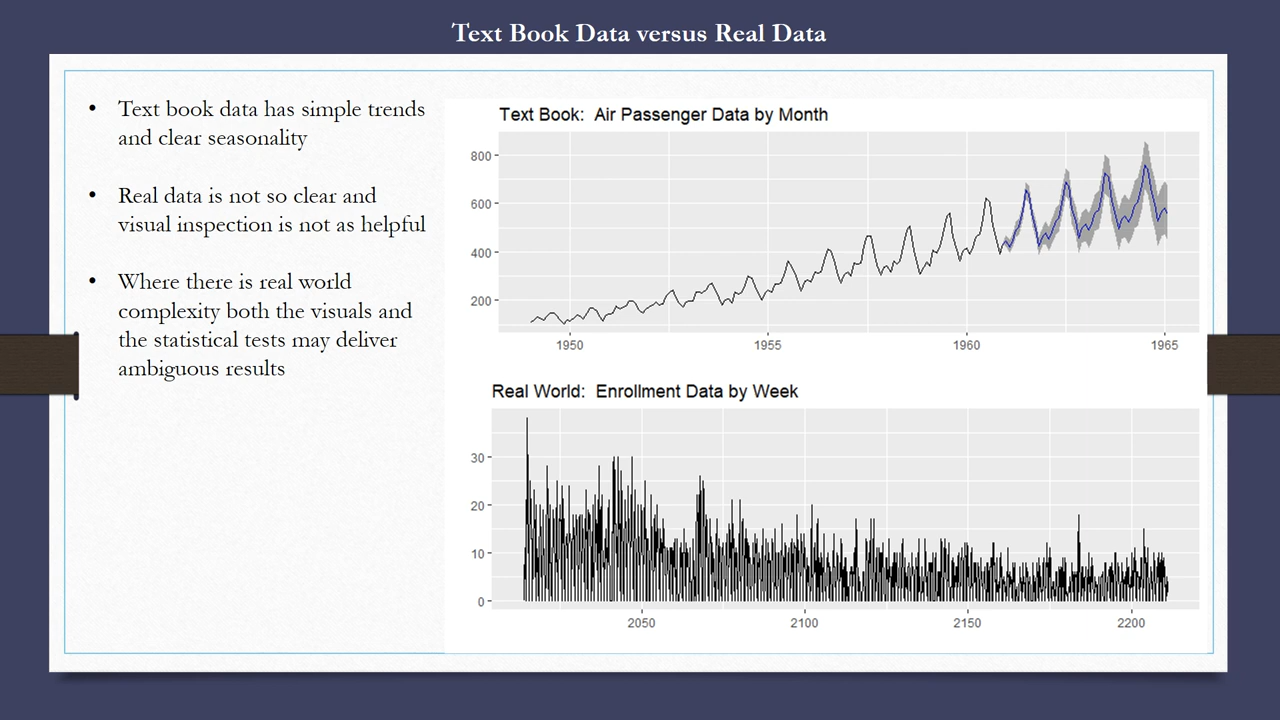 Text Book Data versus Real Data
• Text book data has simple trends
and clear seasonality
• Real data is not so clear and
visual inspection is not as helpful
• Where there is real world
complexity both the visuals and
the statistical tests may deliver
ambiguous results
Text Book:  Air Passenger Data by Month
800
600
400
200
1950 1955 1960 1965
Real World:  Enrollment Data by Week
30
20
10
0
2050 2100 2150 2200